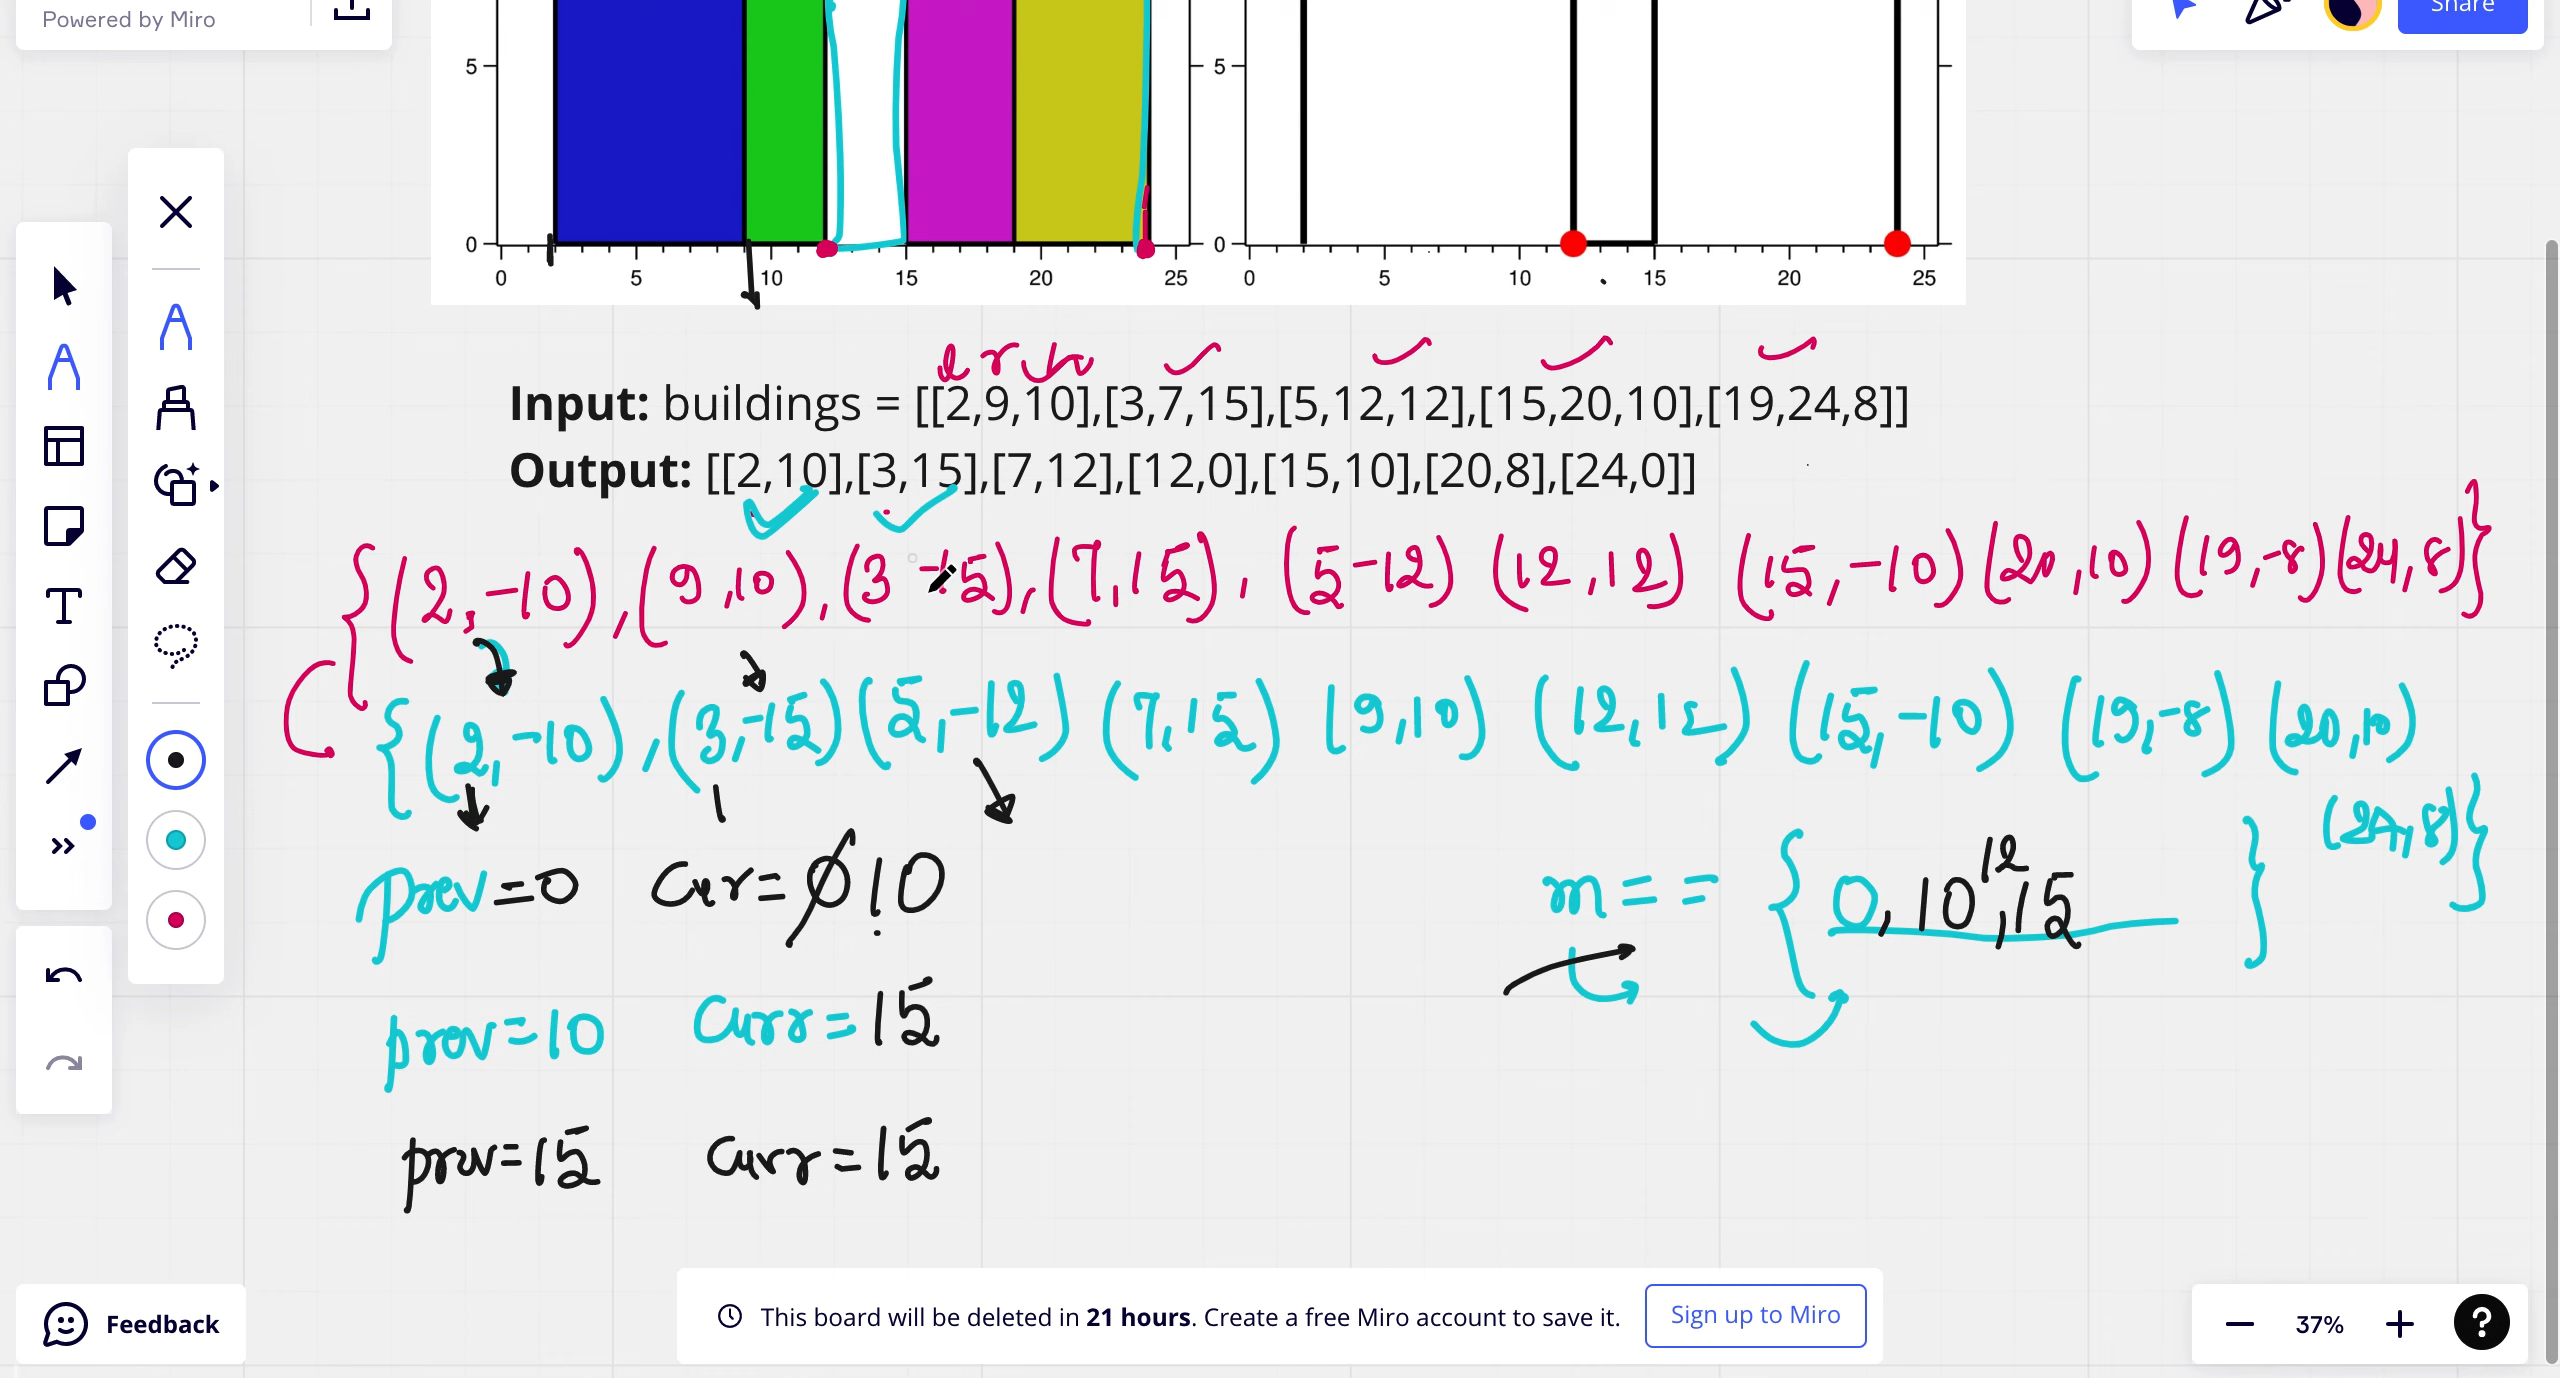 Powered by Miro
Share
5 5
0 0
0 5 10 15 20 25 0 5 10 15 20 25
l r h
Input: buildings = [[2,9,10],[3,7,15],[5,12,12],[15,20,10],[19,24,8]]
Output: [[2,10],[3,15],[7,12],[12,0],[15,10],[20,8],[24,0]]
{(2,-10),(9,10),(3-15),(7,15),(5-12) (12,12) (15,-10) (20,10) (19,-8) (24,8)}
{(2,-10),(3,-15) (5,-12) (7,15) (9,10) (12,12) (15,-10) (19,-8) (20,10)
(24,8)}
prev=0 Curr=0 10 m== {0,10,12 15 }
prev=10 Curr=15
prev=15 Curr=15
Feedback
This board will be deleted in 21 hours. Create a free Miro account to save it. Sign up to Miro
37%